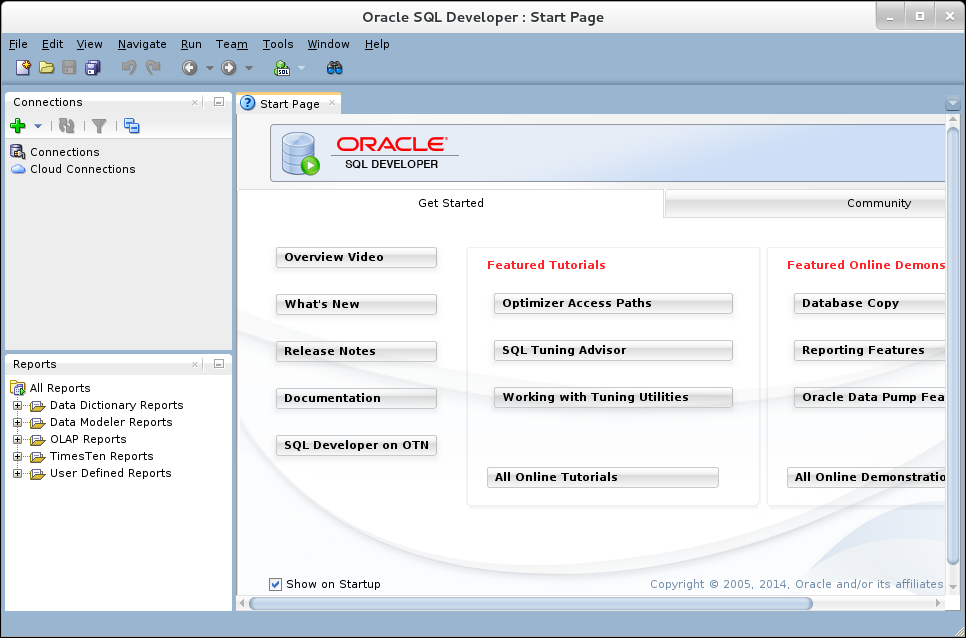 Oracle SQL Developer : Start Page
File Edit View Navigate Run Team Tools Window Help
SQL
Connections
Connections
Cloud Connections
Reports
All Reports
Data Dictionary Reports
Data Modeler Reports
OLAP Reports
TimesTen Reports
User Defined Reports
Start Page
ORACLE
SQL DEVELOPER
Get Started
Community
Overview Video
What's New
Release Notes
Documentation
SQL Developer on OTN
Featured Tutorials
Optimizer Access Paths
SQL Tuning Advisor
Working with Tuning Utilities
All Online Tutorials
Featured Online Demons
Database Copy
Reporting Features
Oracle Data Pump Fea
All Online Demonstratio
Show on Startup
Copyright © 2005, 2014, Oracle and/or its affiliates